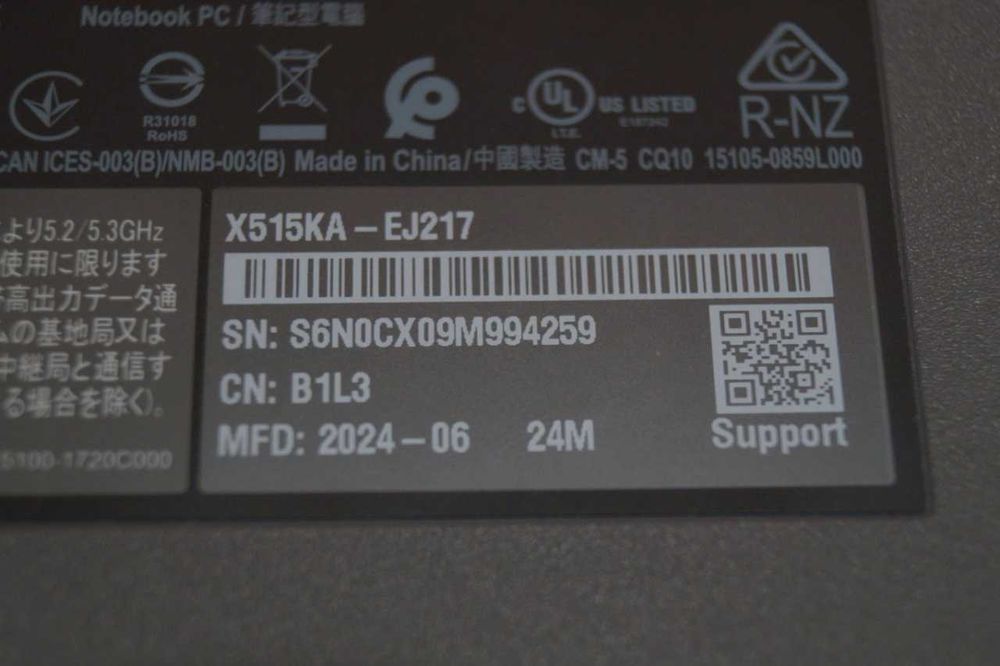 Notebook PC / 筆記型電腦
R31018
RoHS
c UL US LISTED
I.T.E.
E187242
R-NZ
CAN ICES-003(B)/NMB-003(B) Made in China/中國製造 CM-5 CQ10 15105-0859L000
より5.2/5.3GHz
使用に限ります
高出力データ通
ムの基地局又は
中継局と通信す
る場合を除く)。
5100-1720C000
X515KA-EJ217
SN: S6N0CX09M994259
CN: B1L3
MFD: 2024-06 24M
Support